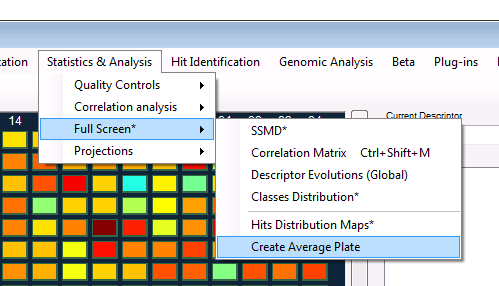 Statistics & Analysis Hit Identification Genomic Analysis Beta Plug-ins
Quality Controls
Correlation analysis
14
Full Screen*
Projections
Current Descriptor
SSMD*
Correlation Matrix Ctrl+Shift+M
Descriptor Evolutions (Global)
Classes Distribution*
Hits Distribution Maps*
Create Average Plate